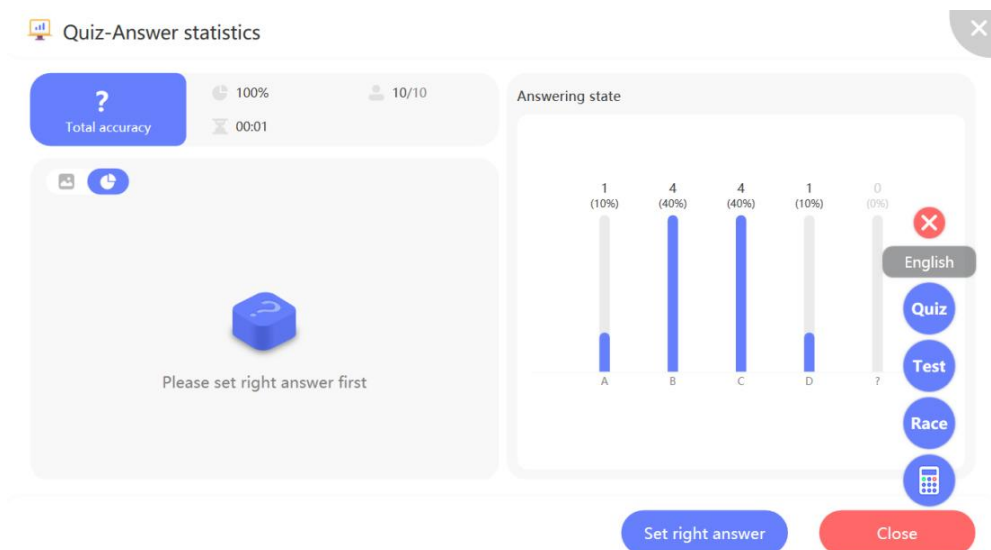 Quiz-Answer statistics
?
Total accuracy
100%
10/10
00:01
Please set right answer first
Answering state
1 4 4 1 0
(10%) (40%) (40%) (10%) (0%)
A B C D ?
English
Quiz
Test
Race
Set right answer
Close